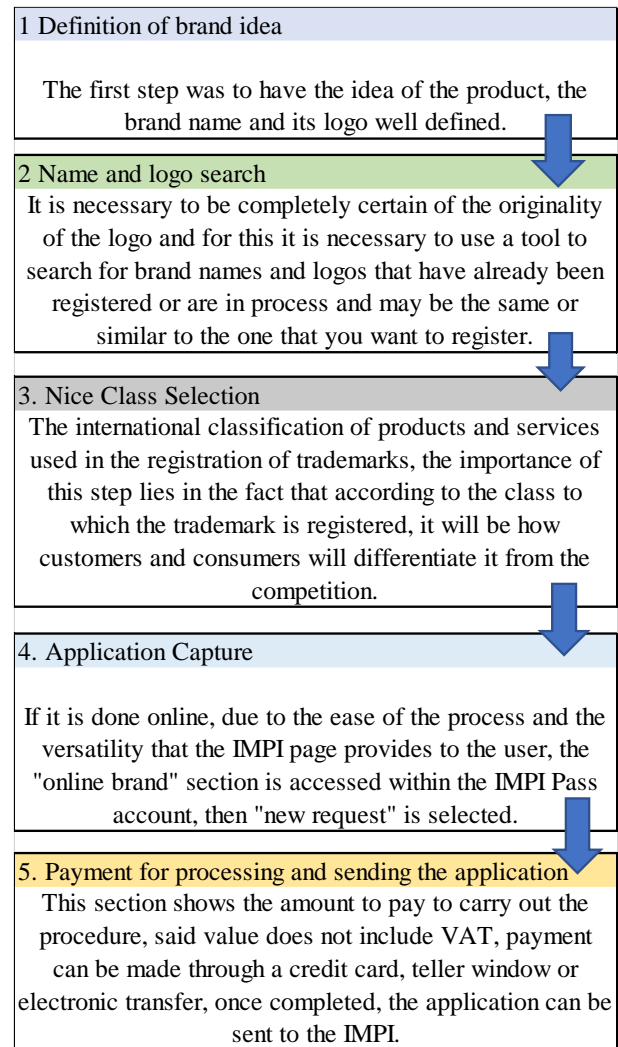 1 Definition of brand idea
The first step was to have the idea of the product, the
brand name and its logo well defined.
2 Name and logo search
It is necessary to be completely certain of the originality
of the logo and for this it is necessary to use a tool to
search for brand names and logos that have already been
registered or are in process and may be the same or
similar to the one that you want to register.
3. Nice Class Selection
The international classification of products and services
used in the registration of trademarks, the importance of
this step lies in the fact that according to the class to
which the trademark is registered, it will be how
customers and consumers will differentiate it from the
competition.
4. Application Capture
If it is done online, due to the ease of the process and the
versatility that the IMPI page provides to the user, the
"online brand" section is accessed within the IMPI Pass
account, then "new request" is selected.
5. Payment for processing and sending the application
This section shows the amount to pay to carry out the
procedure, said value does not include VAT, payment
can be made through a credit card, teller window or
electronic transfer, once completed, the application can be
sent to the IMPI.